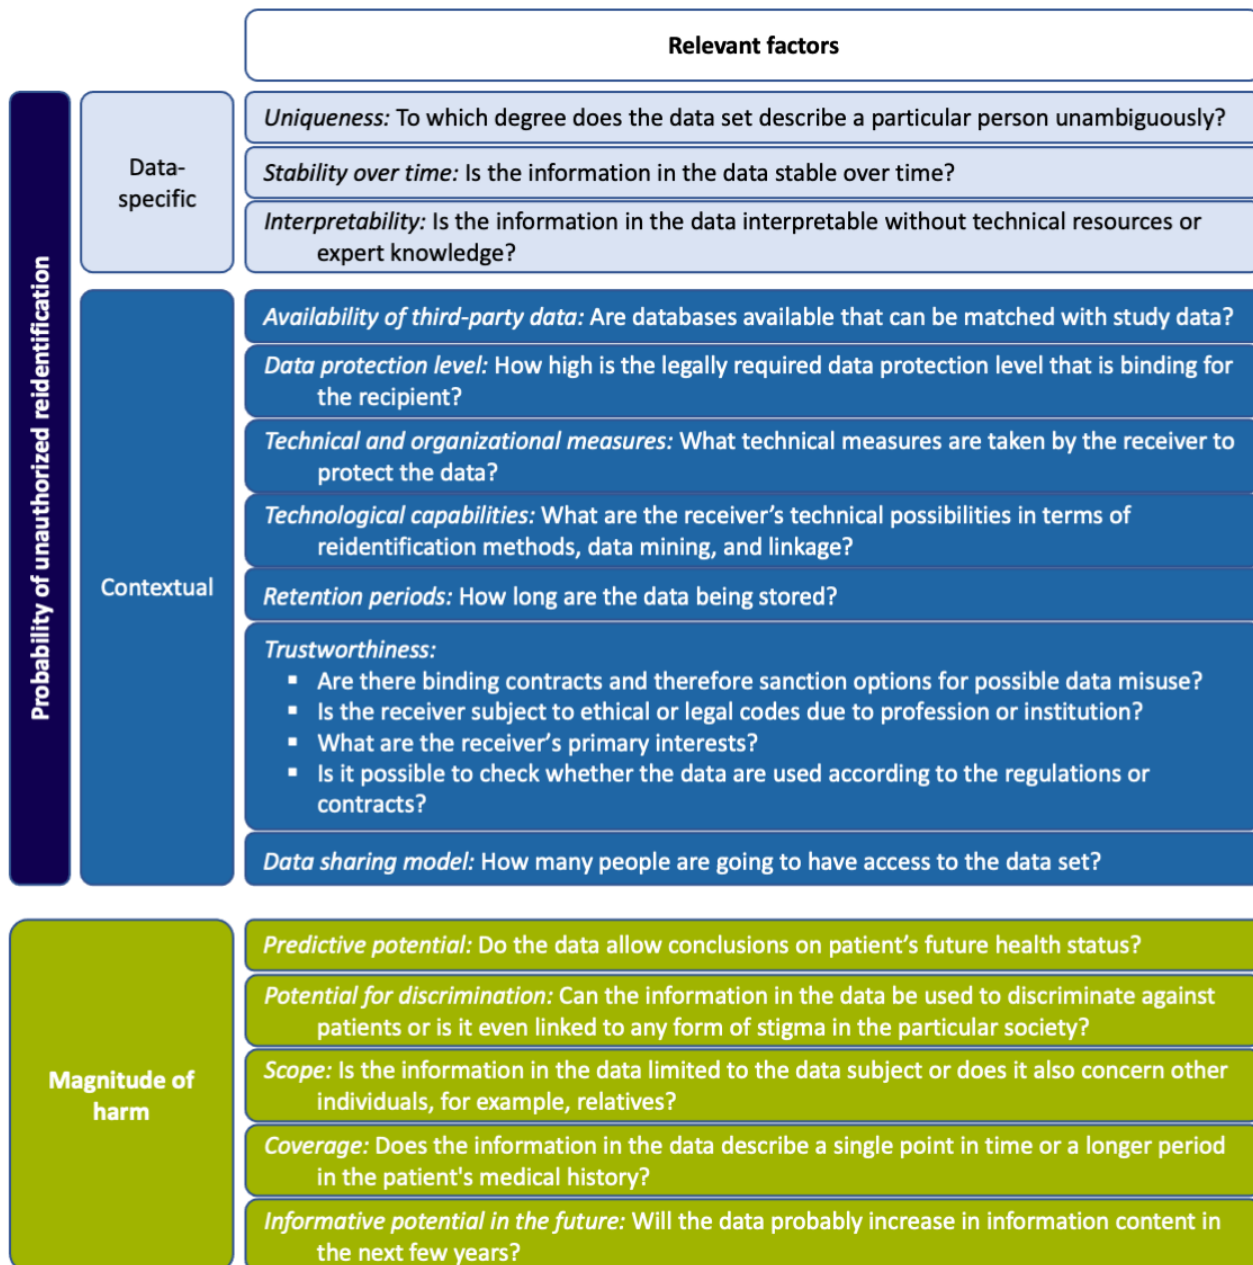 Relevant factors
Probability of unauthorized reidentification
Data-
specific
Uniqueness: To which degree does the data set describe a particular person unambiguously?
Stability over time: Is the information in the data stable over time?
Interpretability: Is the information in the data interpretable without technical resources or
expert knowledge?
Contextual
Availability of third-party data: Are databases available that can be matched with study data?
Data protection level: How high is the legally required data protection level that is binding for
the recipient?
Technical and organizational measures: What technical measures are taken by the receiver to
protect the data?
Technological capabilities: What are the receiver's technical possibilities in terms of
reidentification methods, data mining, and linkage?
Retention periods: How long are the data being stored?
Trustworthiness:
▪ Are there binding contracts and therefore sanction options for possible data misuse?
▪ Is the receiver subject to ethical or legal codes due to profession or institution?
▪ What are the receiver's primary interests?
▪ Is it possible to check whether the data are used according to the regulations or
contracts?
Data sharing model: How many people are going to have access to the data set?
Magnitude of
harm
Predictive potential: Do the data allow conclusions on patient's future health status?
Potential for discrimination: Can the information in the data be used to discriminate against
patients or is it even linked to any form of stigma in the particular society?
Scope: Is the information in the data limited to the data subject or does it also concern other
individuals, for example, relatives?
Coverage: Does the information in the data describe a single point in time or a longer period
in the patient's medical history?
Informative potential in the future: Will the data probably increase in information content in
the next few years?